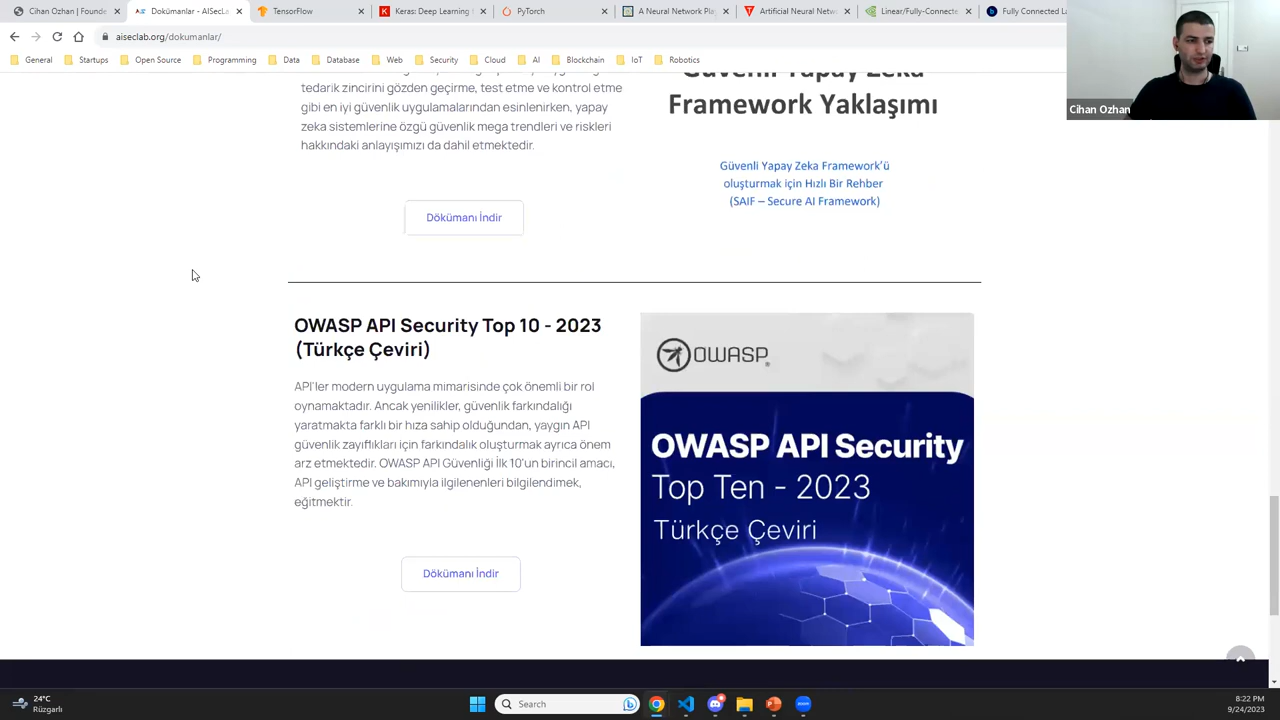 Cihan Ozhan | Founde
Dokümanlar - AISecLa
TensorFlow
Keras: Deep Learning f
PyTorch
A Neural Network Pla
Artificial Neural Netwo
Linear/Fully-Connecte
Fully Connected La
aiseclab.org/dokumanlar/
General
Startups
Open Source
Programming
Data
Database
Web
Security
Cloud
AI
Blockchain
IoT
Robotics
Cihan Ozhan
tedarik zincirini gözden geçirme, test etme ve kontrol etme
gibi en iyi güvenlik uygulamalarından esinlenirken, yapay
zeka sistemlerine özgü güvenlik mega trendleri ve riskleri
hakkındaki anlayışımızı da dahil etmektedir.
Dökümanı İndir
Güvenli Yapay Zeka
Framework Yaklaşımı
Güvenli Yapay Zeka Framework'ü
oluşturmak için Hızlı Bir Rehber
(SAIF – Secure AI Framework)
OWASP API Security Top 10 - 2023
(Türkçe Çeviri)
API'ler modern uygulama mimarisinde çok önemli bir rol
oynamaktadır. Ancak yenilikler, güvenlik farkındalığı
yaratmakta farklı bir hıza sahip olduğundan, yaygın API
güvenlik zayıflıkları için farkındalık oluşturmak ayrıca önem
arz etmektedir. OWASP API Güvenliği İlk 10'un birincil amacı,
API geliştirme ve bakımıyla ilgilenenleri bilgilendimek,
eğitmektir.
Dökümanı İndir
OWASP
OWASP API Security
Top Ten - 2023
Türkçe Çeviri
24°C
Rüzgarlı
Search
zoom
8:22 PM
9/24/2023